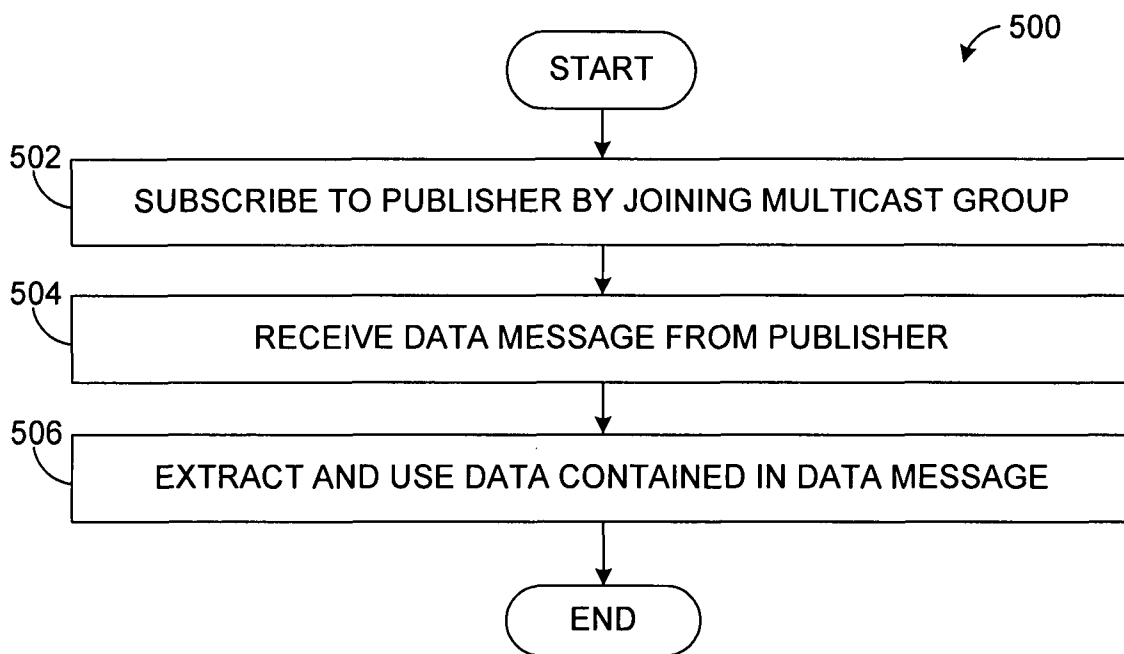 500
START
502
SUBSCRIBE TO PUBLISHER BY JOINING MULTICAST GROUP
504
RECEIVE DATA MESSAGE FROM PUBLISHER
506
EXTRACT AND USE DATA CONTAINED IN DATA MESSAGE
END